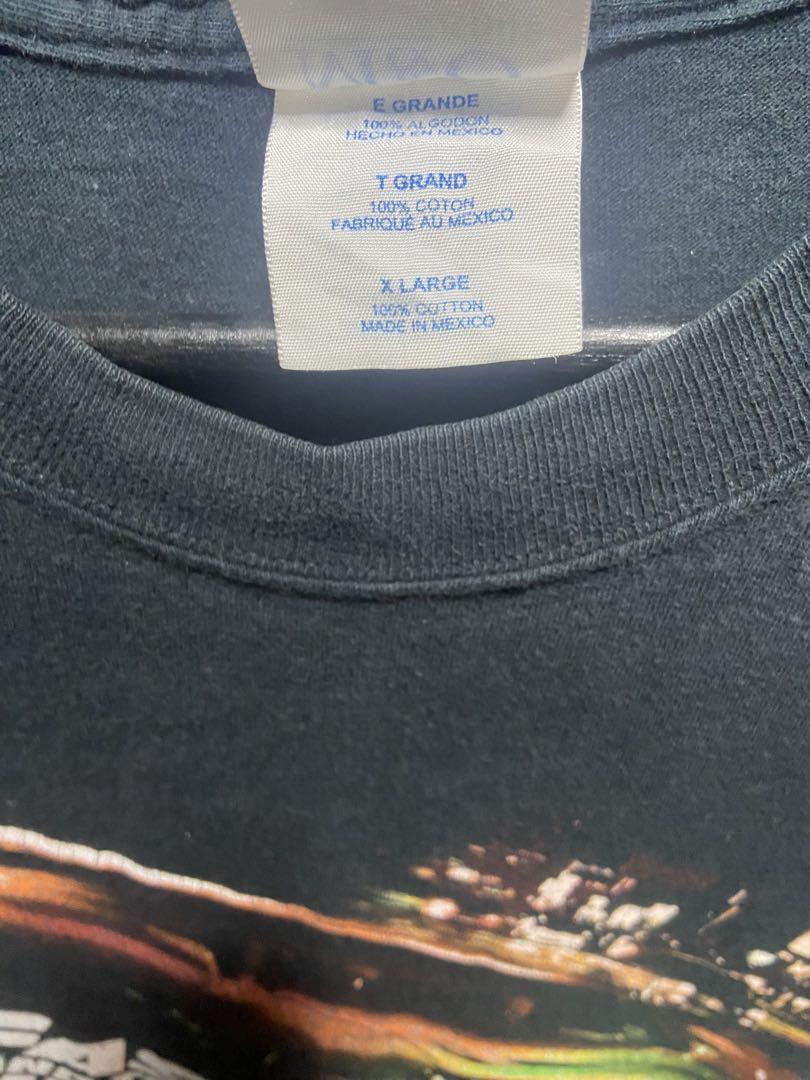 E GRANDE
100% ALGODON
HECHO EN MEXICO
T GRAND
100% COTON
FABRIQUÉ AU MEXICO
X LARGE
100% COTTON
MADE IN MEXICO